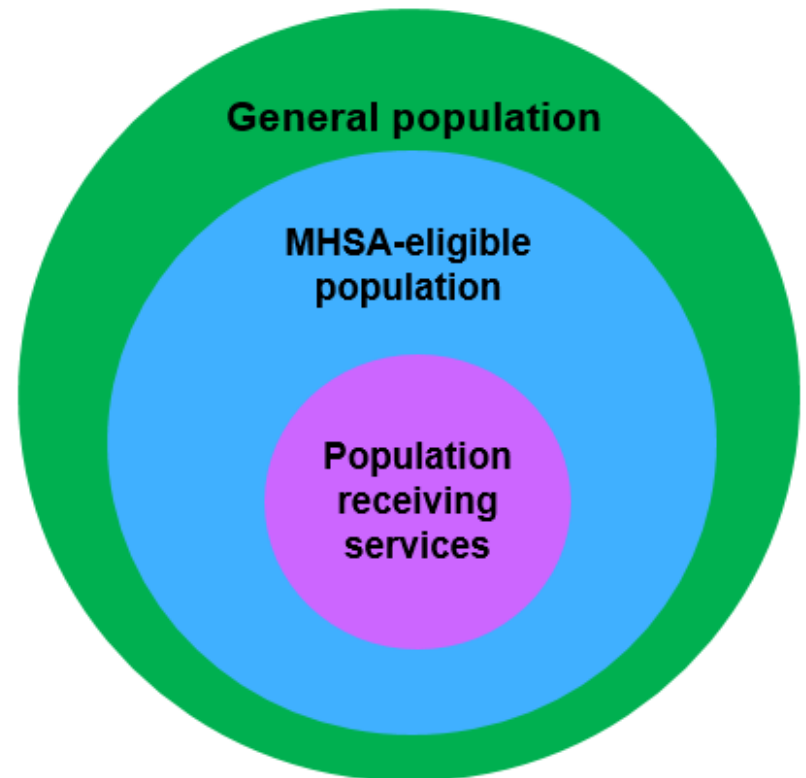 General population
MHSA-eligible
population
Population
receiving
services